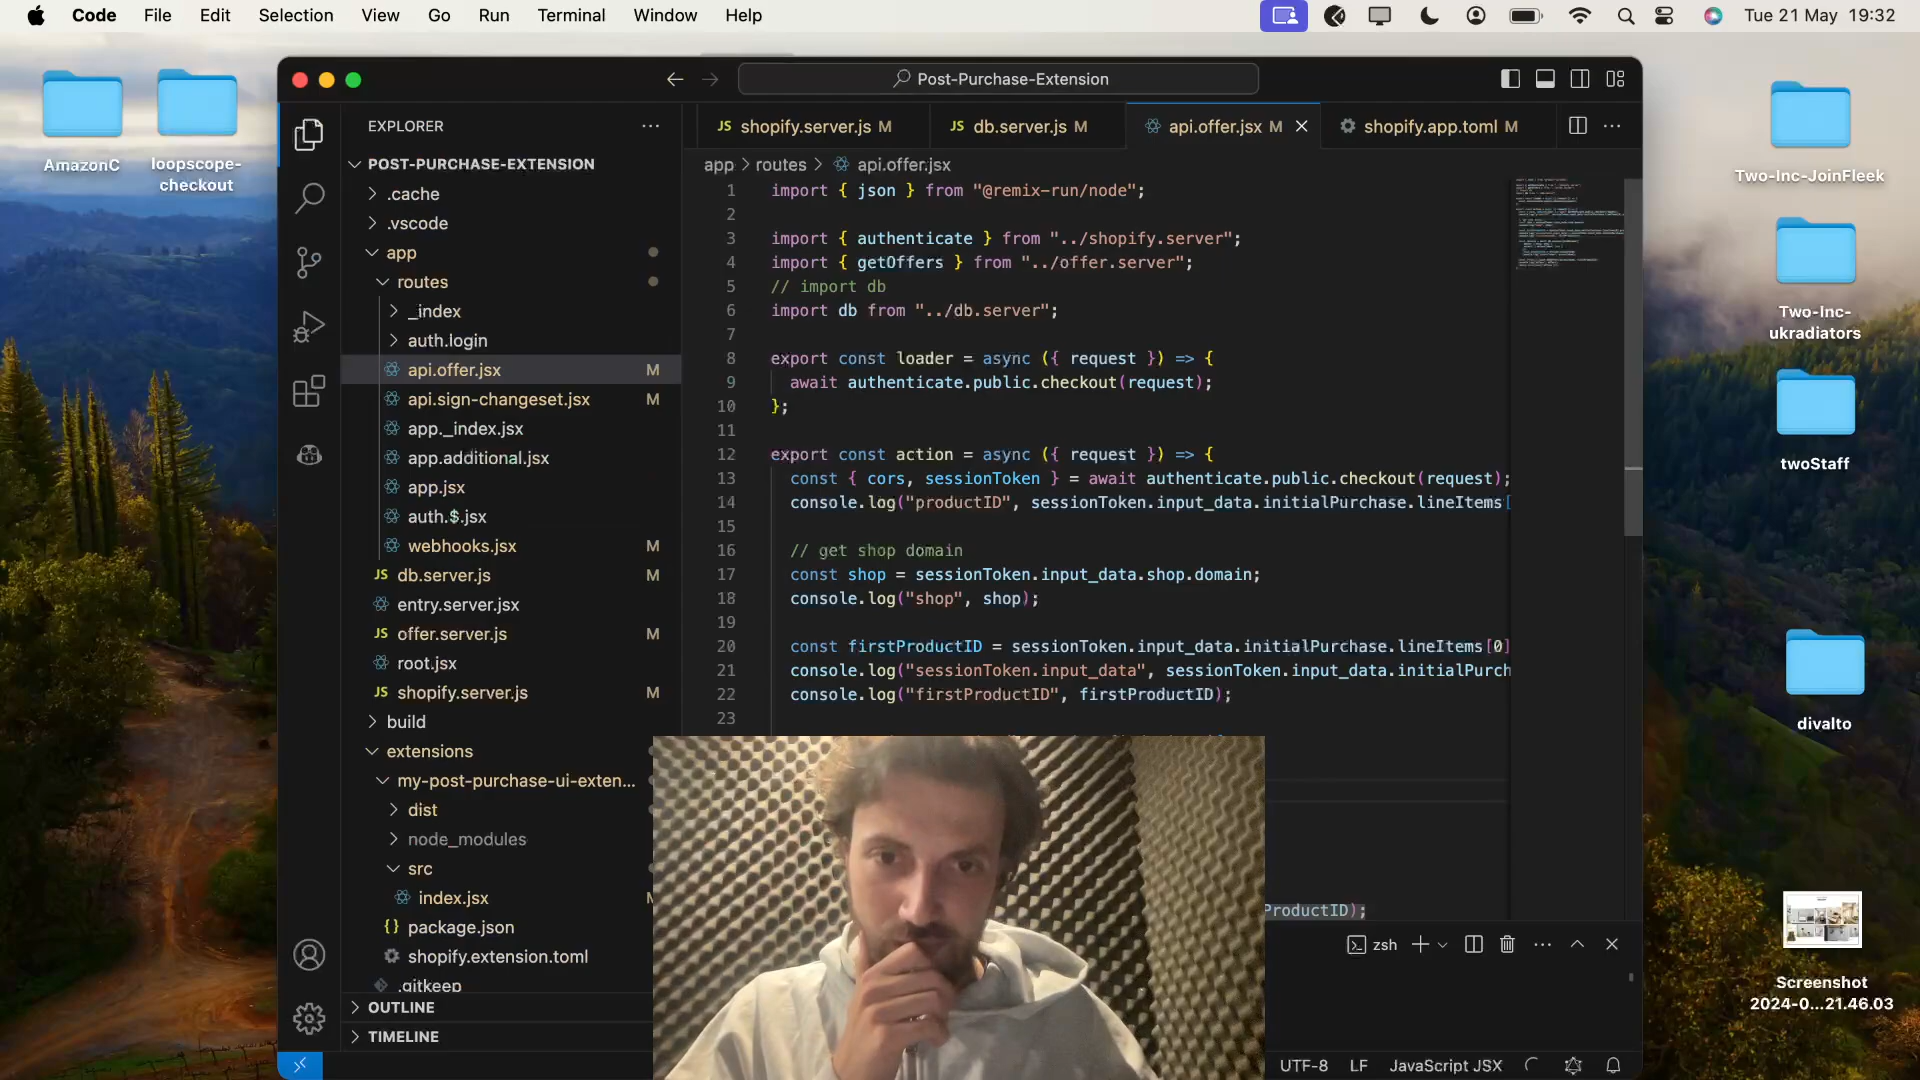 Code File Edit Selection View Go Run Terminal Window Help
Tue 21 May 19:32
AmazonC
loopscope-
checkout
Post-Purchase-Extension
EXPLORER
POST-PURCHASE-EXTENSION
.cache
.vscode
app
routes
_index
auth.login
api.offer.jsx M
api.sign-changeset.jsx M
app._index.jsx
app.additional.jsx
app.jsx
auth.$.jsx
webhooks.jsx M
JS db.server.js M
entry.server.jsx
JS offer.server.js M
root.jsx
JS shopify.server.js M
build
extensions
my-post-purchase-ui-exten...
dist
node_modules
src
index.jsx
{} package.json
shopify.extension.toml
.gitkeep
OUTLINE
TIMELINE
JS shopify.server.js M
JS db.server.js M
api.offer.jsx M
shopify.app.toml M
app > routes > api.offer.jsx
1 import { json } from "@remix-run/node";
2
3 import { authenticate } from "../shopify.server";
4 import { getOffers } from "../offer.server";
5 // import db
6 import db from "../db.server";
7
8 export const loader = async ({ request }) => {
9 await authenticate.public.checkout(request);
10 };
11
12 export const action = async ({ request }) => {
13 const { cors, sessionToken } = await authenticate.public.checkout(request);
14 console.log("productID", sessionToken.input_data.initialPurchase.lineItems[
15
16 // get shop domain
17 const shop = sessionToken.input_data.shop.domain;
18 console.log("shop", shop);
19
20 const firstProductID = sessionToken.input_data.initialPurchase.lineItems[0]
21 console.log("sessionToken.input_data", sessionToken.input_data.initialPurch
22 console.log("firstProductID", firstProductID);
23
ProductID);
zsh
UTF-8 LF JavaScript JSX
Two-Inc-JoinFleek
Two-Inc-
ukradiators
twoStaff
divalto
Screenshot
2024-0...21.46.03